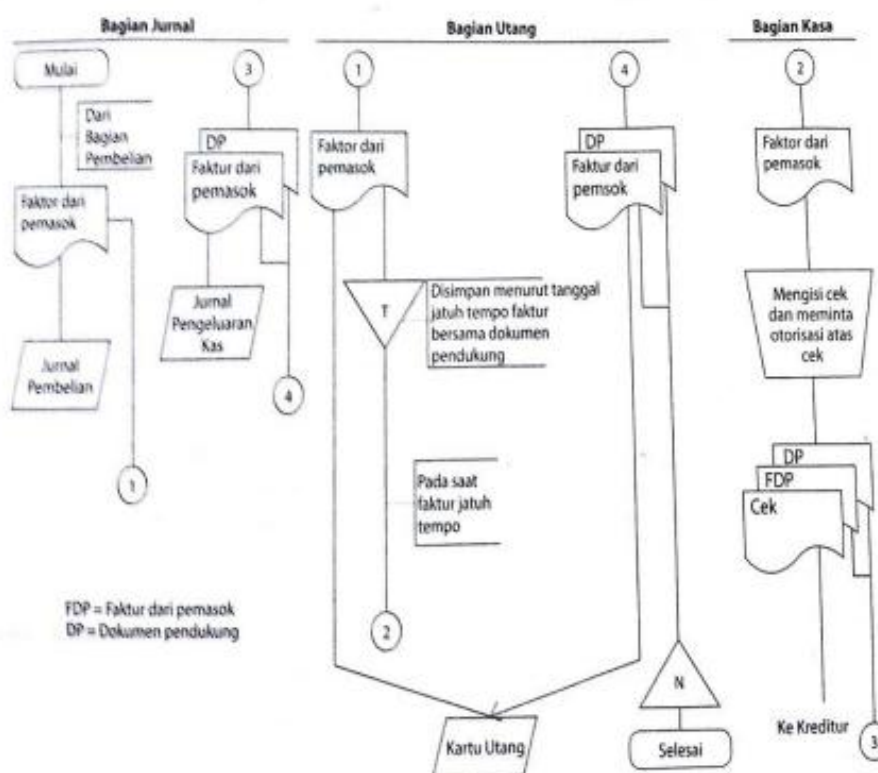 Bagian Jurnal
Mulai
Dari
Bagian
Pembelian
Faktor dari
pemasok
Jurnal
Pembelian
1
3
DP
Faktur dari
pemasok
Jurnal
Pengeluaran
Kas
4
FDP = Faktur dari pemasok
DP = Dokumen pendukung
Bagian Utang
1
Faktor dari
pemasok
T
Disimpan menurut tanggal
jatuh tempo faktur
bersama dokumen
pendukung
Pada saat
faktur jatuh
tempo
2
Kartu Utang
4
DP
Faktur dari
pemsok
N
Selesai
Bagian Kasa
2
Faktor dari
pemasok
Mengisi cek
dan meminta
otorisasi atas
cek
DP
FDP
Cek
Ke Kreditur
3